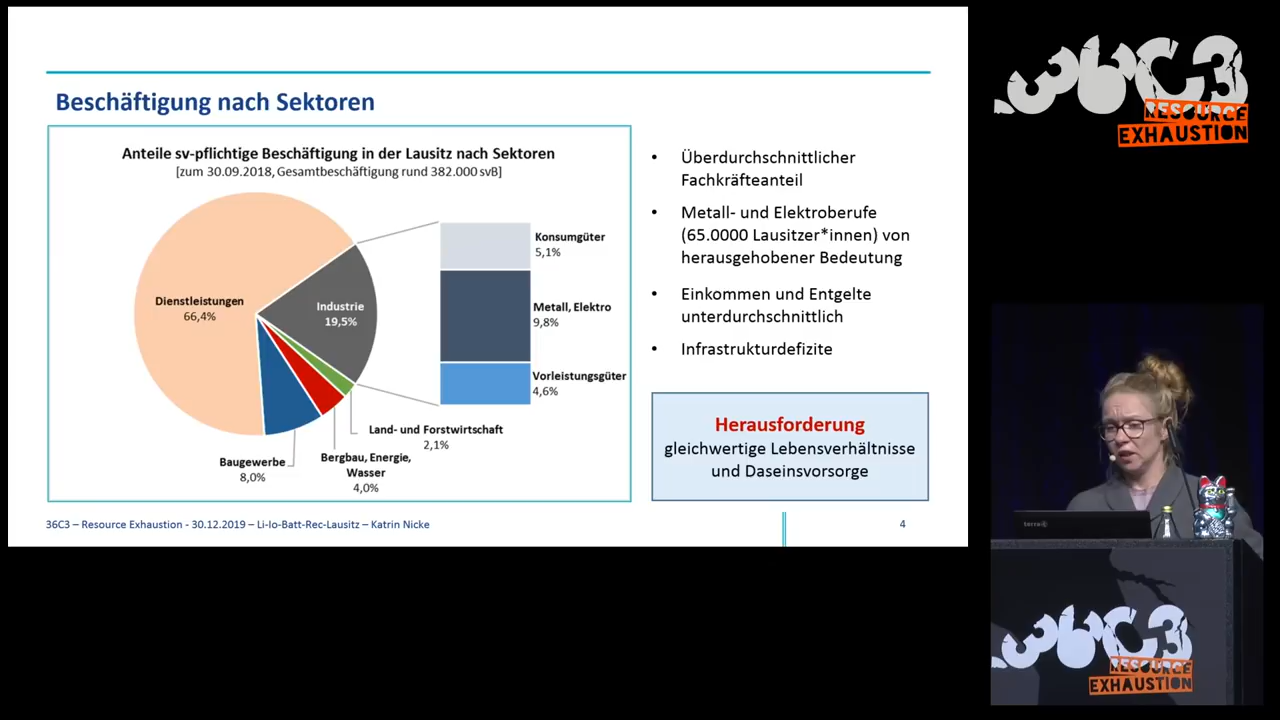 Beschäftigung nach Sektoren
Anteile sv-pflichtige Beschäftigung in der Lausitz nach Sektoren
[zum 30.09.2018, Gesamtbeschäftigung rund 382.000 svB]
Dienstleistungen
66,4%
Industrie
19,5%
Konsumgüter
5,1%
Metall, Elektro
9,8%
Vorleistungsgüter
4,6%
Land- und Forstwirtschaft
2,1%
Bergbau, Energie,
Wasser
4,0%
Baugewerbe
8,0%
• Überdurchschnittlicher
Fachkräfteanteil
• Metall- und Elektroberufe
(65.0000 Lausitzer*innen) von
herausgehobener Bedeutung
• Einkommen und Entgelte
unterdurchschnittlich
• Infrastrukturdefizite
Herausforderung
gleichwertige Lebensverhältnisse
und Daseinsvorsorge
36C3 – Resource Exhaustion - 30.12.2019 – Li-Io-Batt-Rec-Lausitz – Katrin Nicke
4
36C3
RESOURCE
EXHAUSTION
terra
36C3
RESOURCE
EXHAUSTION